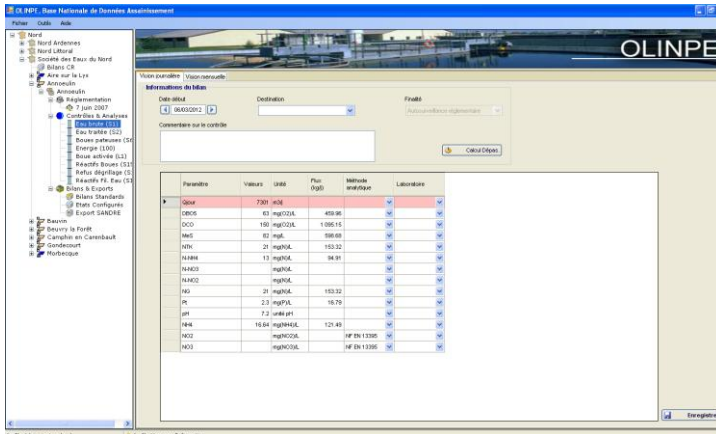 OLINPE, Base Nationale de Données Assainissement
Fichier Outils Aide
OLINPE
Nord
Nord Ardennes
Nord Littoral
Société des Eaux du Nord
Bilans CR
Aire sur la Lys
Annoeulin
Annoeulin
Réglementation
7 juin 2007
Contrôles & Analyses
Eau brute (S1)
Eau traitée (S2)
Boues pateuses (S6
Energie (100)
Boue activée (L1)
Réactifs Boues (S1
Refus dégrillage (S
Réactifs Fil. Eau (S1
Bilans & Exports
Bilans Standards
Etats Configurés
Export SANDRE
Bauvin
Beuvry la Forêt
Camphin en Carembault
Gondecourt
Morbecque
Vision journalière Vision mensuelle
Informations du bilan
Date début Destination Finalité
06/03/2012 Autosurveillance réglementaire
Commentaire sur le contrôle
Calcul Dépas.
Paramètre Valeurs Unité Flux (kg/j) Méthode analytique Laboratoire
Qjour 7301 m3/j
DBO5 63 mg(O2)/L 459.96
DCO 150 mg(O2)/L 1 095.15
MeS 82 mg/L 598.68
NTK 21 mg(N)/L 153.32
N-NH4 13 mg(N)/L 94.91
N-NO3 mg(N)/L
N-NO2 mg(N)/L
NG 21 mg(N)/L 153.32
Pt 2.3 mg(P)/L 16.79
pH 7.2 unité pH
NH4 16.64 mg(NH4)/L 121.49
NO2 mg(NO2)/L NF EN 13395
NO3 mg(NO3)/L NF EN 13395
Enregistre